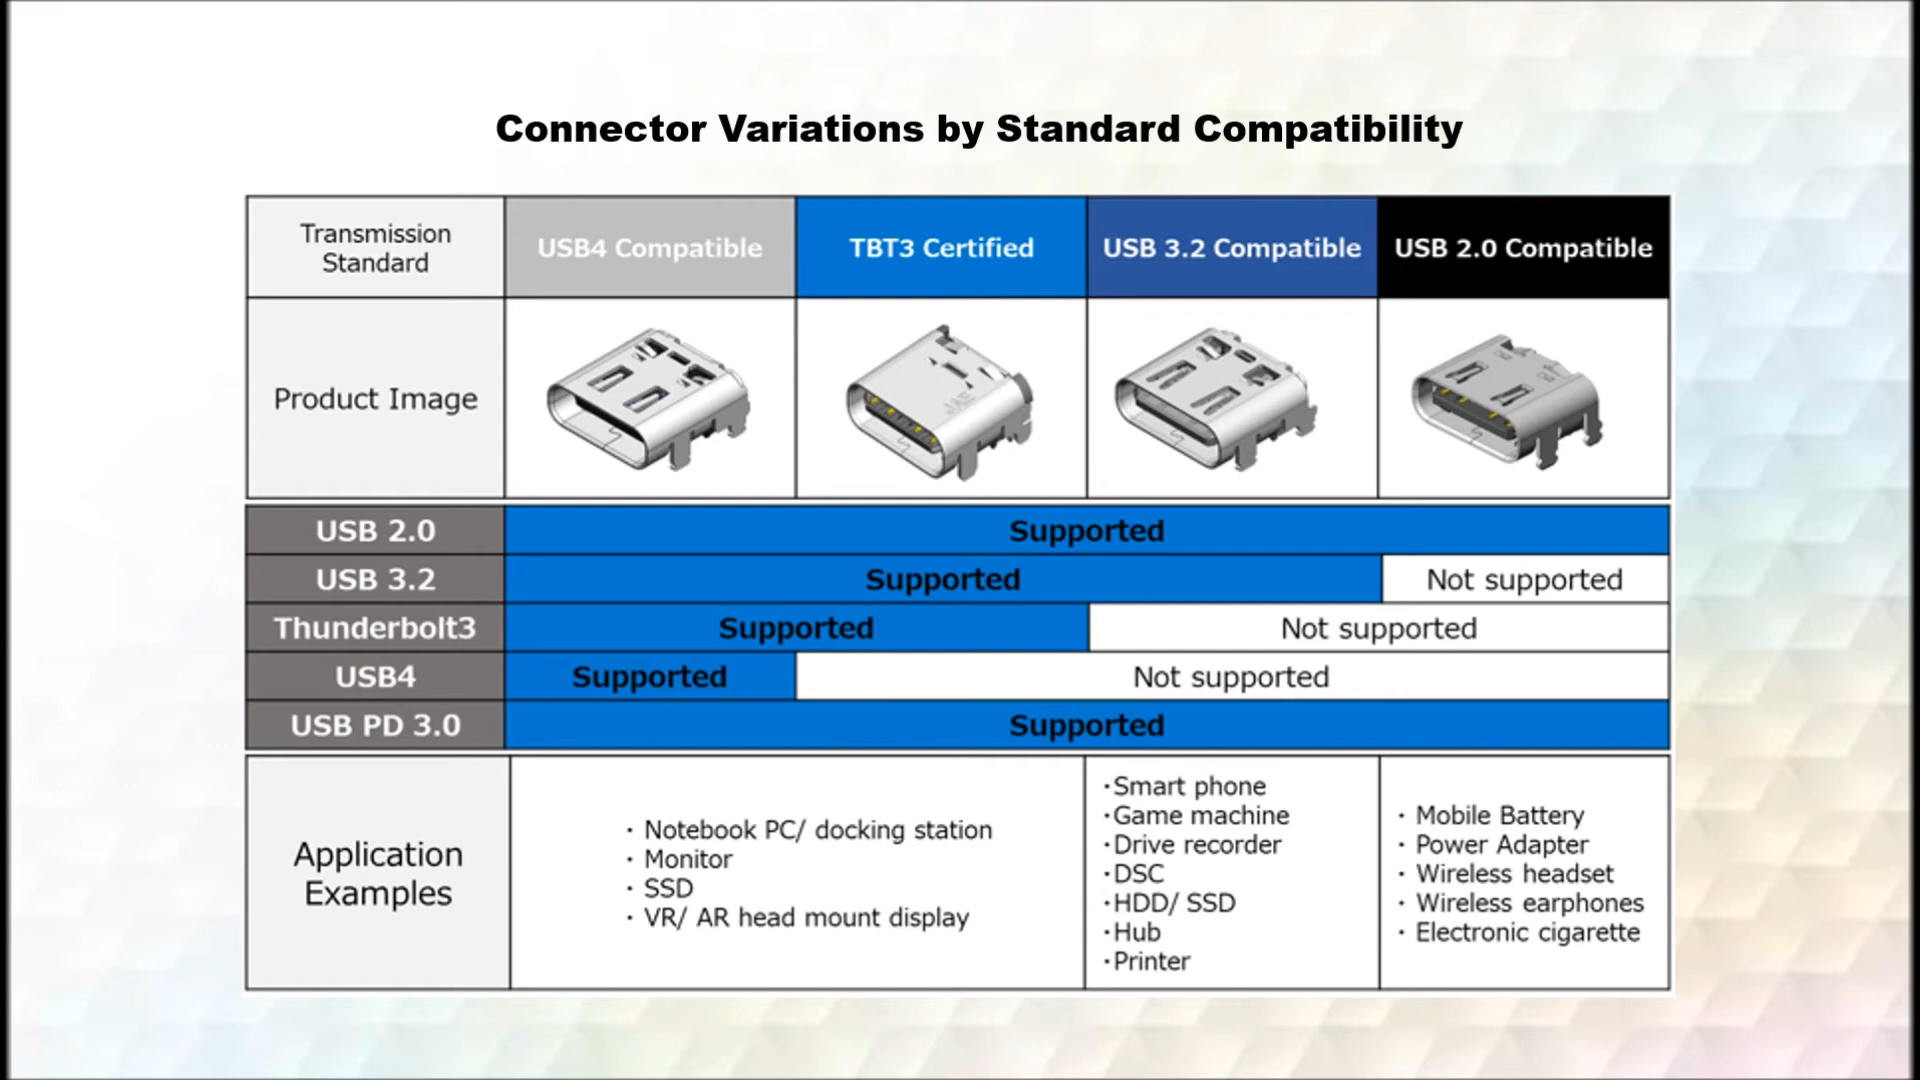 Connector Variations by Standard Compatibility
Transmission
Standard
USB4 Compatible
TBT3 Certified
USB 3.2 Compatible
USB 2.0 Compatible
Product Image
JAE
USB 2.0
Supported
USB 3.2
Supported
Not supported
Thunderbolt3
Supported
Not supported
USB4
Supported
Not supported
USB PD 3.0
Supported
Application
Examples
· Notebook PC/ docking station
· Monitor
· SSD
· VR/ AR head mount display
·Smart phone
·Game machine
·Drive recorder
·DSC
·HDD/ SSD
·Hub
·Printer
· Mobile Battery
· Power Adapter
· Wireless headset
· Wireless earphones
· Electronic cigarette